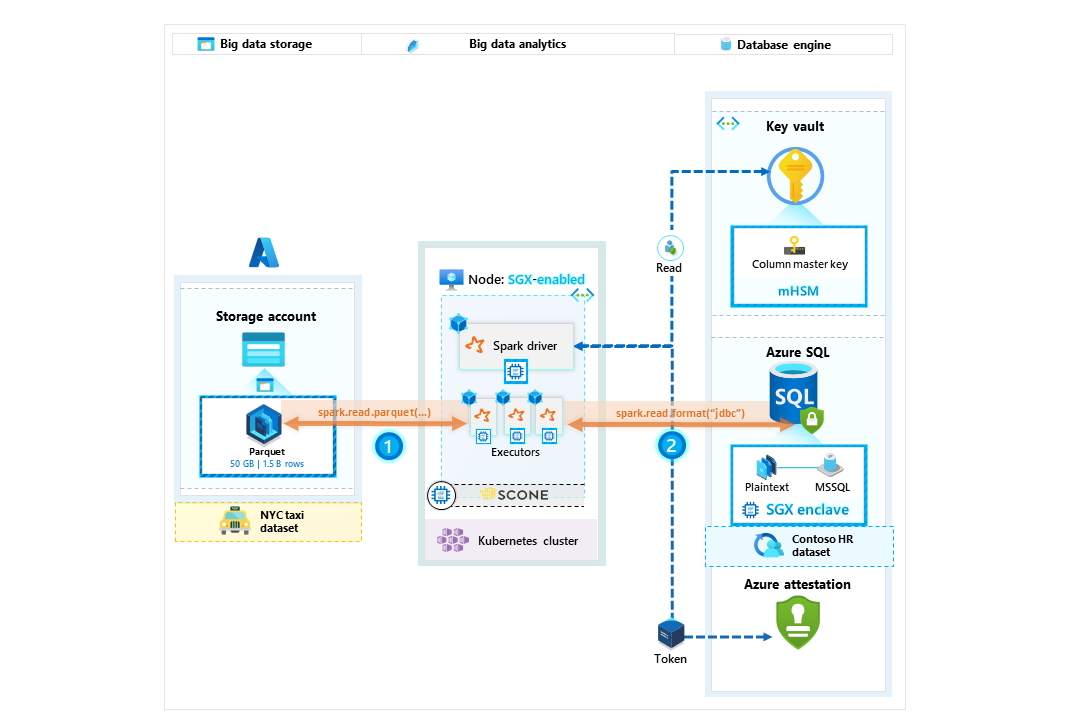 Big data storage
Big data analytics
Database engine
Key vault
Column master key
mHSM
Read
Node: SGX-enabled
Storage account
Spark driver
Azure SQL
SQL
spark.read.parquet(...)
spark.read.format("jdbc")
1
2
Parquet
50 GB | 1.5 B rows
Executors
Plaintext
MSSQL
SCONE
SGX enclave
NYC taxi
dataset
Kubernetes cluster
Contoso HR
dataset
Azure attestation
Token